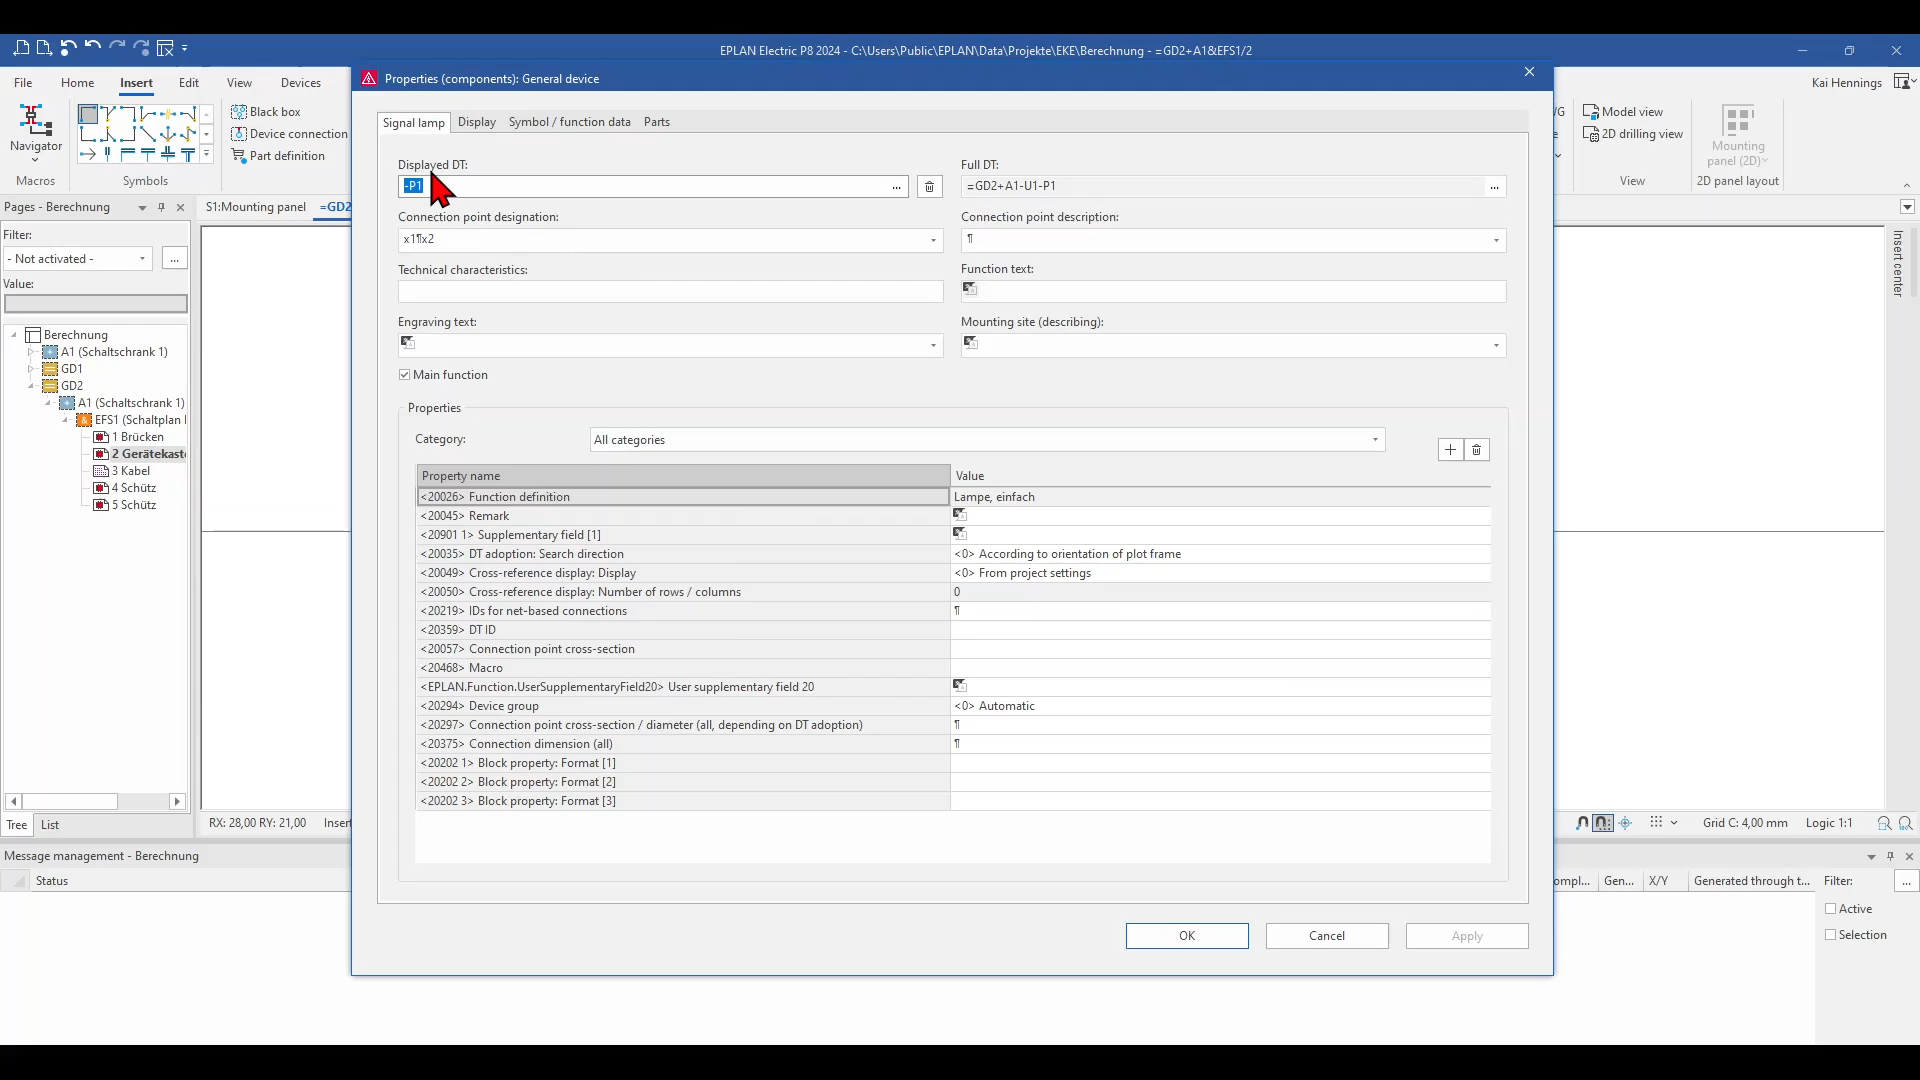 EPLAN Electric P8 2024 - C:\Users\Public\EPLAN\Data\Projekte\EKE\Berechnung - =GD2+A1&EFS1/2
File Home Insert Edit View Devices
Kai Hennings
Navigator
Macros
Symbols
Black box
Device connection
Part definition
Model view
2D drilling view
View
Mounting
panel (2D)
2D panel layout
Pages - Berechnung
S1:Mounting panel
=GD2
Filter:
- Not activated -
...
Value:
Berechnung
A1 (Schaltschrank 1)
GD1
GD2
A1 (Schaltschrank 1)
EFS1 (Schaltplan
1 Brücken
2 Gerätekaste
3 Kabel
4 Schütz
5 Schütz
Tree List
RX: 28,00 RY: 21,00
Insert
Insert center
Grid C: 4,00 mm
Logic 1:1
Properties (components): General device
Signal lamp Display Symbol / function data Parts
Displayed DT:
-P1
...
Full DT:
=GD2+A1-U1-P1
...
Connection point designation:
x1¶x2
Connection point description:
¶
Technical characteristics:
Function text:
Engraving text:
Mounting site (describing):
Main function
Properties
Category:
All categories
Property name Value
<20026> Function definition Lampe, einfach
<20045> Remark
<20901 1> Supplementary field [1]
<20035> DT adoption: Search direction <0> According to orientation of plot frame
<20049> Cross-reference display: Display <0> From project settings
<20050> Cross-reference display: Number of rows / columns 0
<20219> IDs for net-based connections ¶
<20359> DT ID
<20057> Connection point cross-section
<20468> Macro
<EPLAN.Function.UserSupplementaryField20> User supplementary field 20
<20294> Device group <0> Automatic
<20297> Connection point cross-section / diameter (all, depending on DT adoption) ¶
<20375> Connection dimension (all) ¶
<20202 1> Block property: Format [1]
<20202 2> Block property: Format [2]
<20202 3> Block property: Format [3]
OK Cancel Apply
Message management - Berechnung
Status
ompl... Gen... X/Y Generated through t...
Filter:
...
Active
Selection